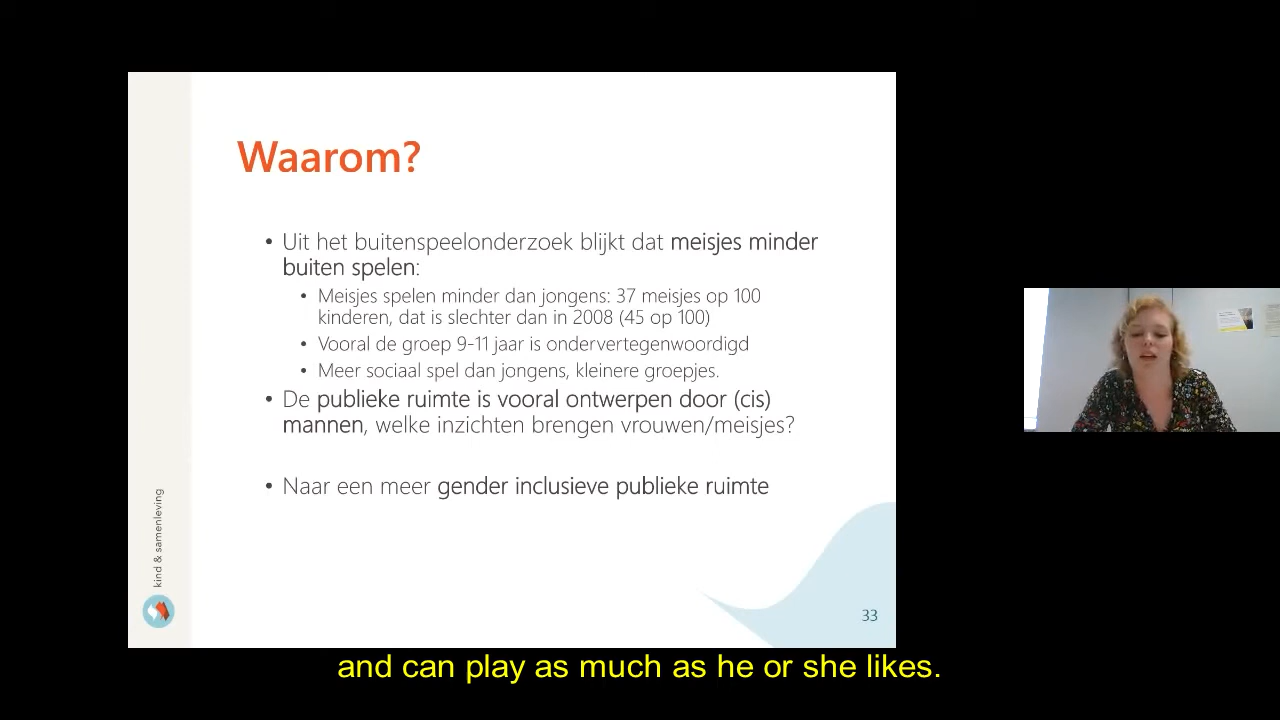 Waarom?
• Uit het buitenspeelonderzoek blijkt dat meisjes minder
buiten spelen:
• Meisjes spelen minder dan jongens: 37 meisjes op 100
kinderen, dat is slechter dan in 2008 (45 op 100)
• Vooral de groep 9-11 jaar is ondervertegenwoordigd
• Meer sociaal spel dan jongens, kleinere groepjes.
• De publieke ruimte is vooral ontwerpen door (cis)
mannen, welke inzichten brengen vrouwen/meisjes?
• Naar een meer gender inclusieve publieke ruimte
kind & samenleving
33
and can play as much as he or she likes.